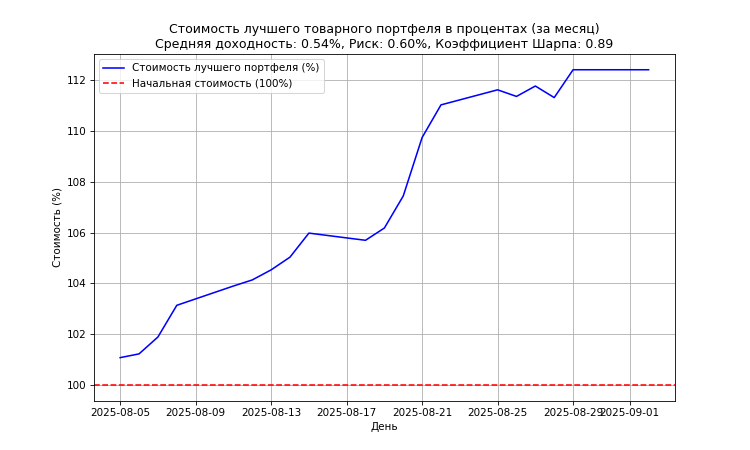 Стоимость лучшего товарного портфеля в процентах (за месяц)
Средняя доходность: 0.54%, Риск: 0.60%, Коэффициент Шарпа: 0.89
Стоимость лучшего портфеля (%)
Начальная стоимость (100%)
Стоимость (%)
112
110
108
106
104
102
100
2025-08-05 2025-08-09 2025-08-13 2025-08-17 2025-08-21 2025-08-25 2025-08-29 2025-09-01
День